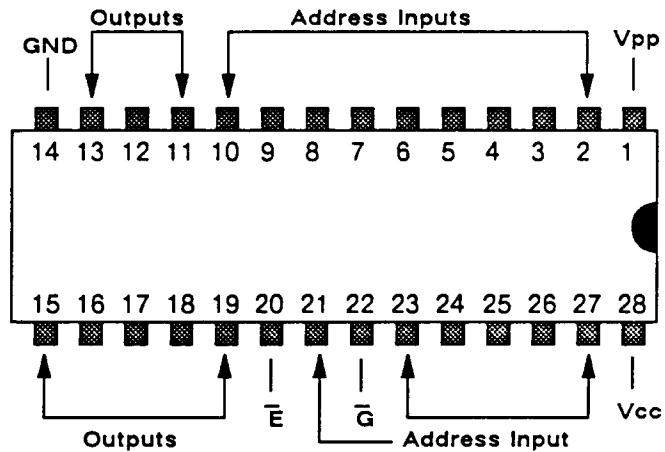 Outputs Address Inputs
GND Vpp
14 13 12 11 10 9 8 7 6 5 4 3 2 1
15 16 17 18 19 20 21 22 23 24 25 26 27 28
E̅ G̅ Vcc
Outputs Address Input